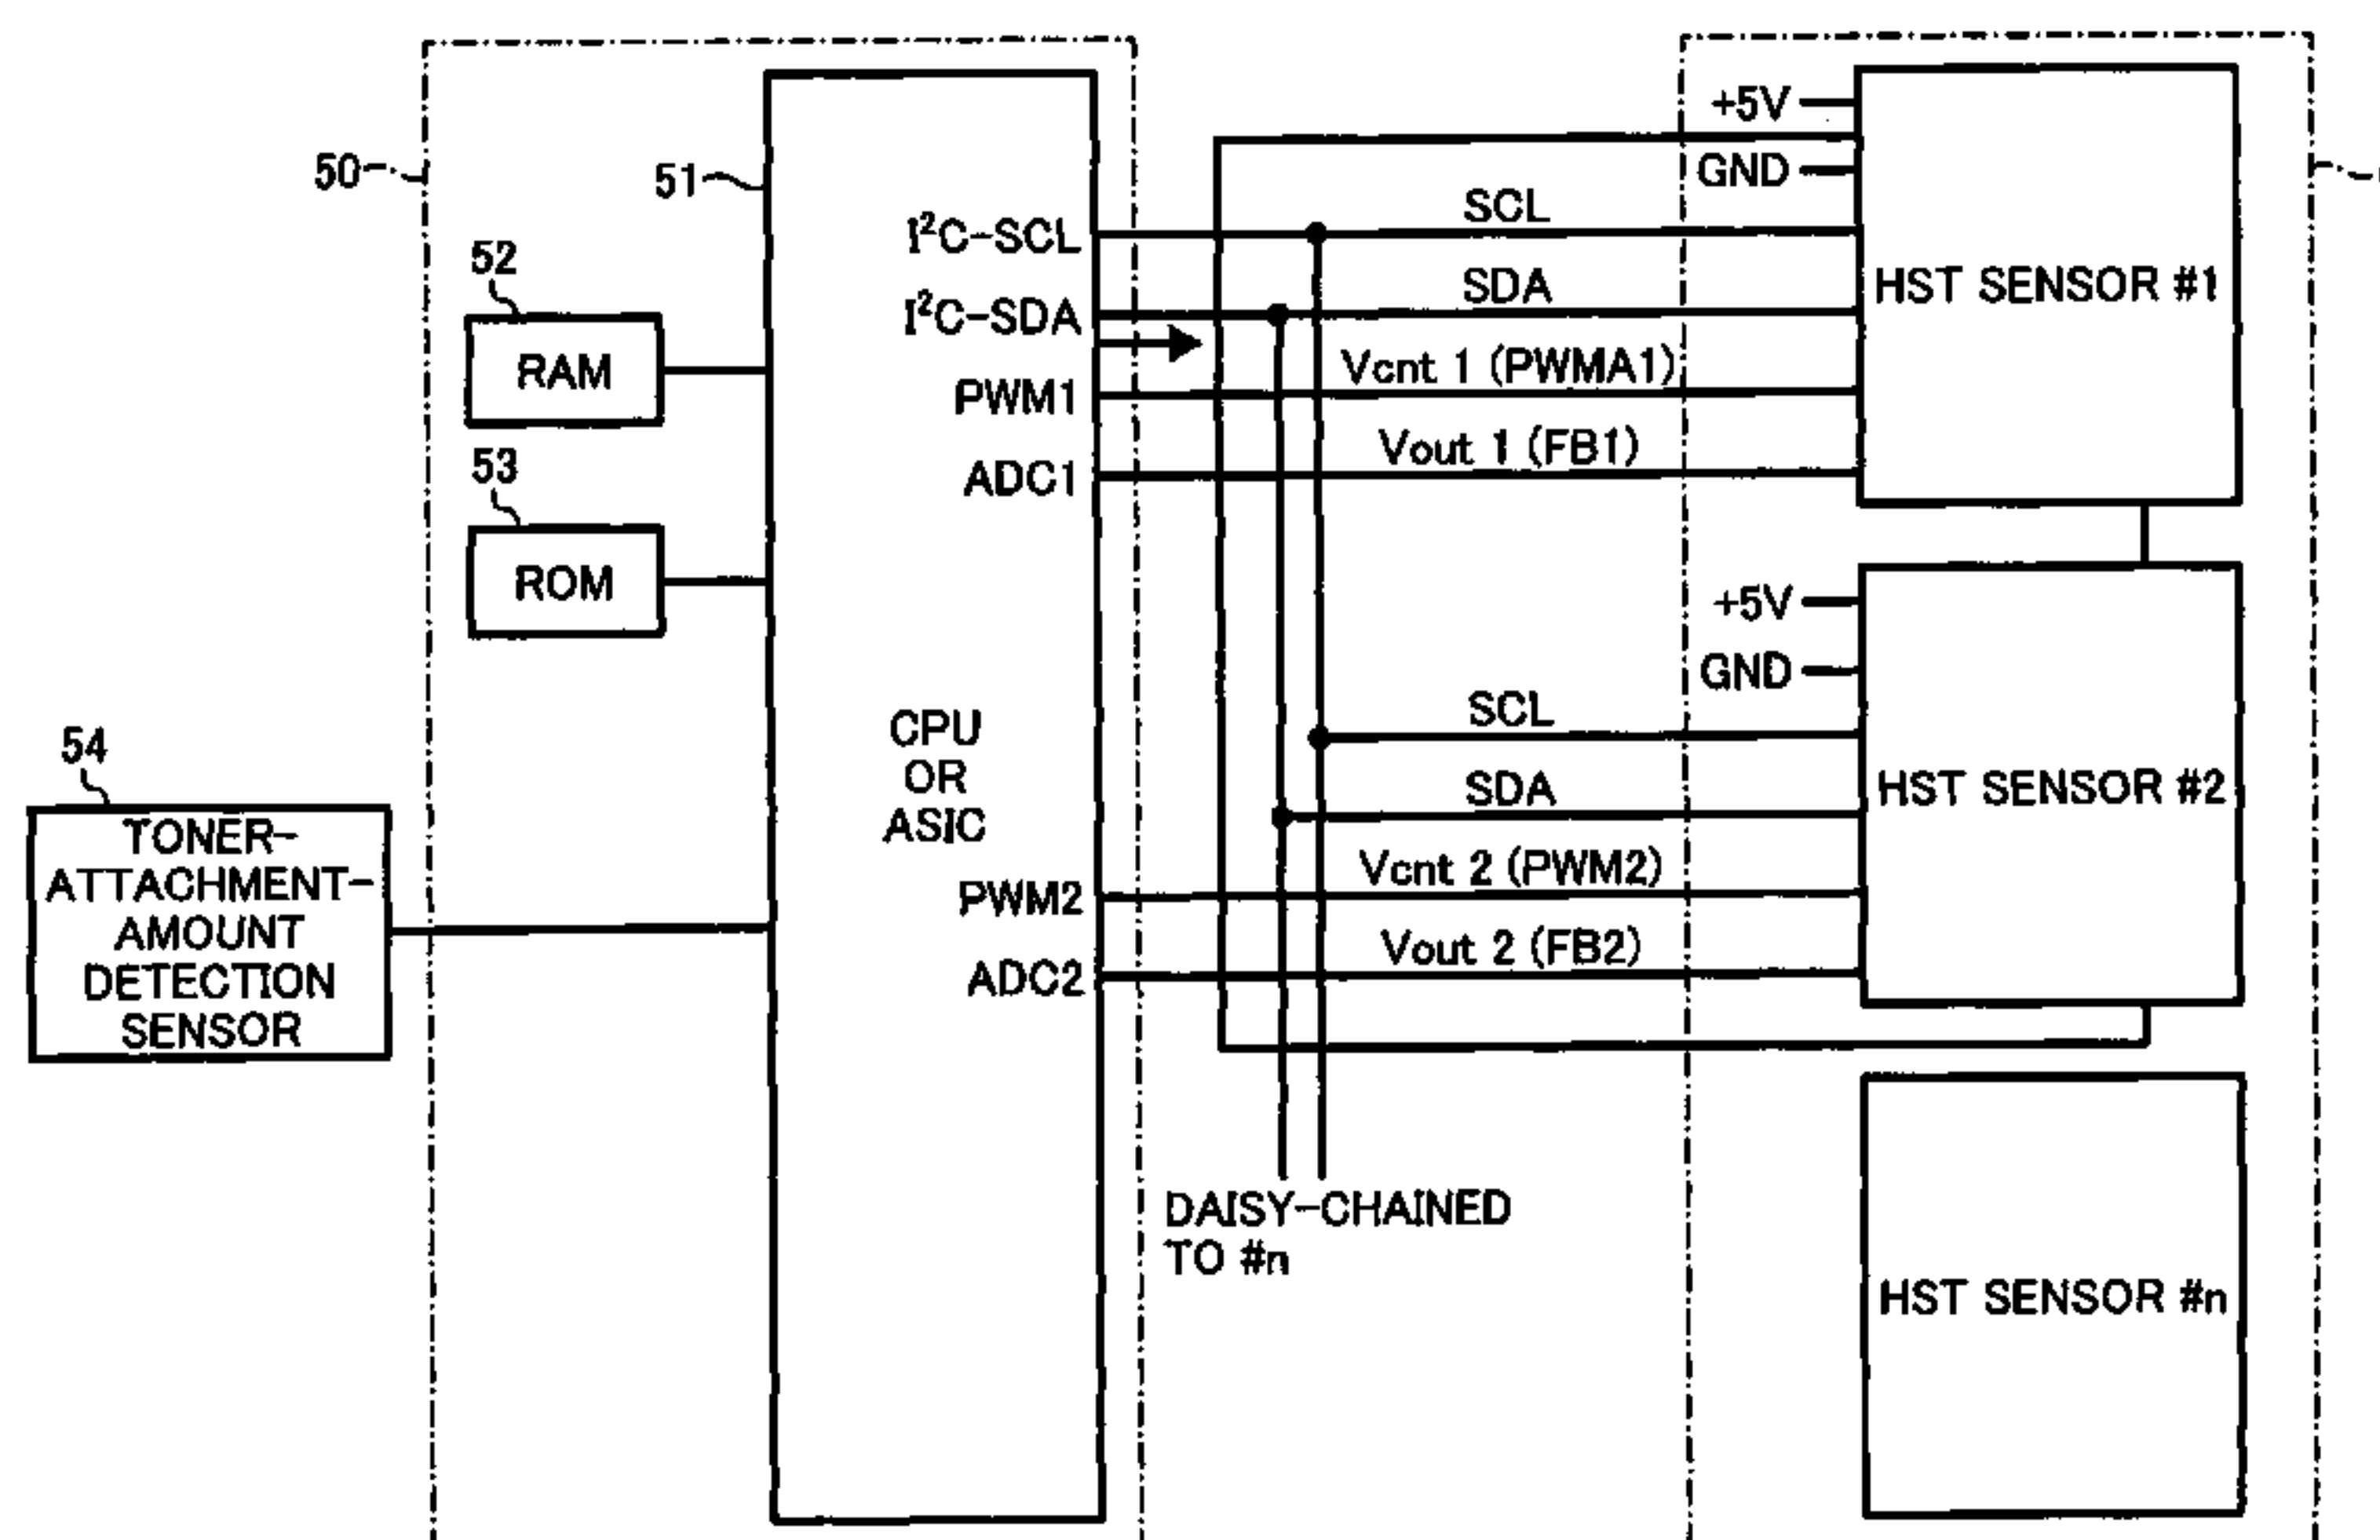 50
51
52
RAM
53
ROM
54
TONER-
ATTACHMENT-
AMOUNT
DETECTION
SENSOR
CPU
OR
ASIC
I²C-SCL
I²C-SDA
PWM1
ADC1
PWM2
ADC2
SCL
SDA
Vcnt 1 (PWMA1)
Vout 1 (FB1)
+5V
GND
HST SENSOR #1
SCL
SDA
Vcnt 2 (PWM2)
Vout 2 (FB2)
+5V
GND
HST SENSOR #2
DAISY-CHAINED
TO #n
HST SENSOR #n